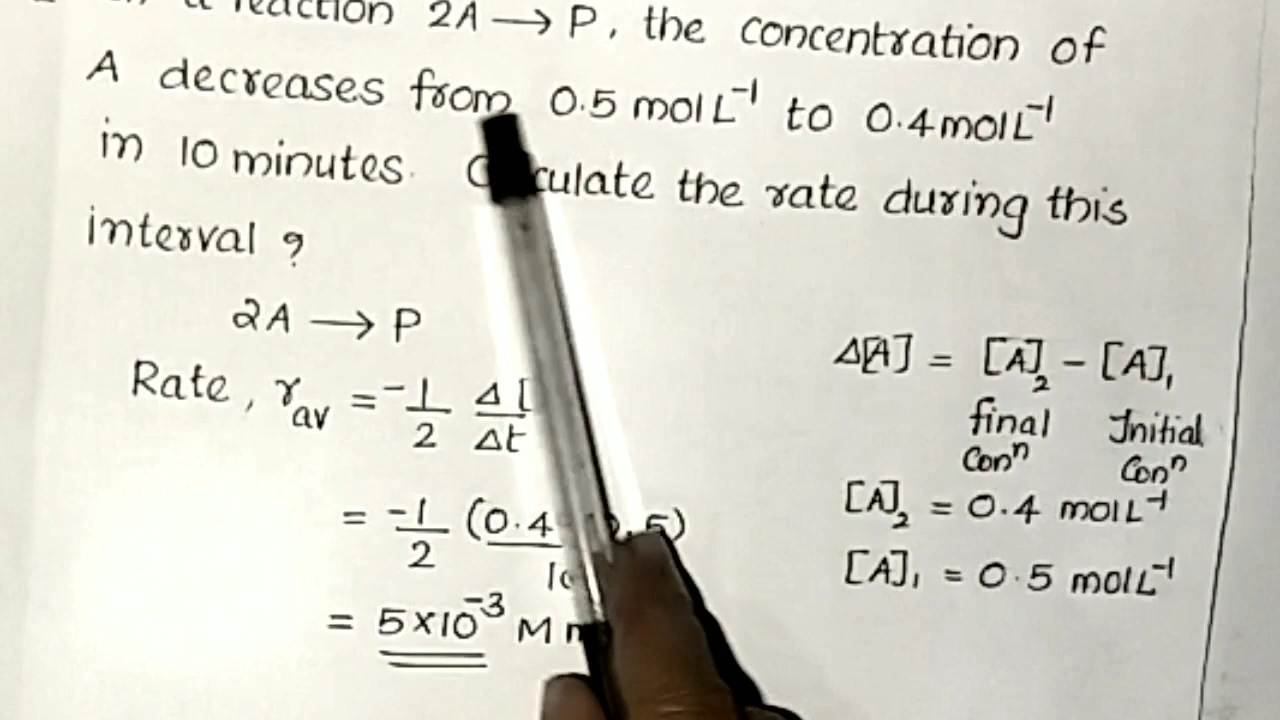 a reaction 2A → P, the concentration of
A decreases from 0.5 mol L⁻¹ to 0.4 mol L⁻¹
in 10 minutes. the rate during this
interval ?
2A → P
Rate, r_av = -1/2 Δ[ /Δt
= -1/2 (0.4
= 5×10⁻³ M
Δ[A] = [A]₂ - [A]₁
final Initial
Conⁿ Conⁿ
[A]₂ = 0.4 mol L⁻¹
[A]₁ = 0.5 mol L⁻¹